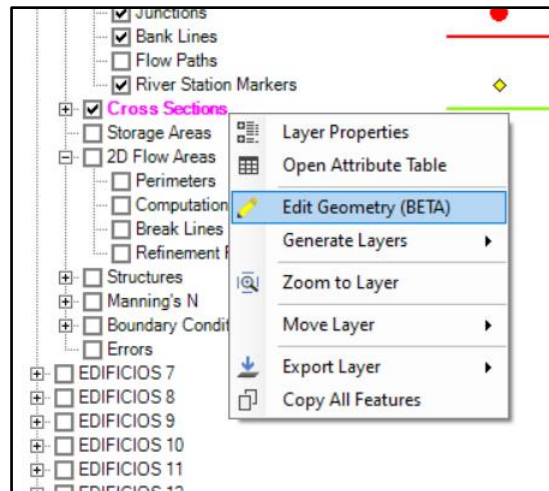 Junctions
Bank Lines
Flow Paths
River Station Markers
Cross Sections
Storage Areas
2D Flow Areas
Perimeters
Computation
Break Lines
Refinement
Structures
Manning's N
Boundary Condit
Errors
EDIFICIOS 7
EDIFICIOS 8
EDIFICIOS 9
EDIFICIOS 10
EDIFICIOS 11
EDIFICIOS 12
Layer Properties
Open Attribute Table
Edit Geometry (BETA)
Generate Layers
Zoom to Layer
Move Layer
Export Layer
Copy All Features